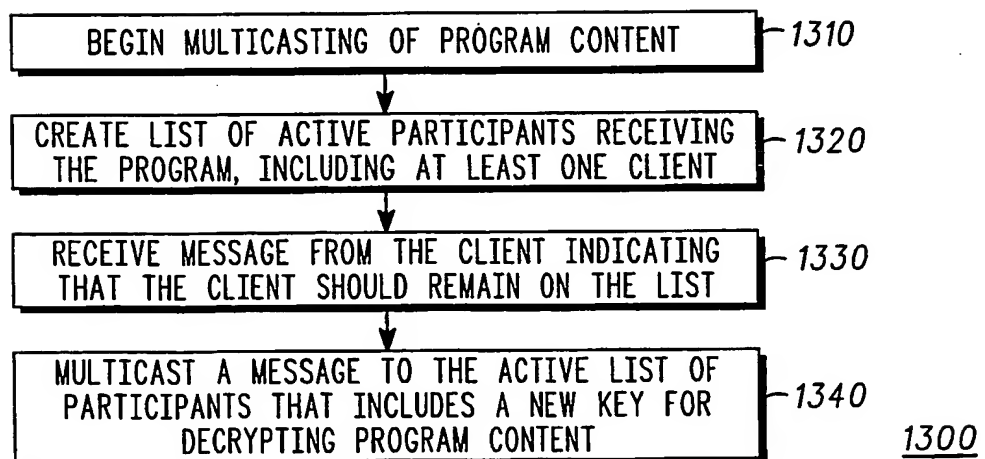 BEGIN MULTICASTING OF PROGRAM CONTENT
1310
CREATE LIST OF ACTIVE PARTICIPANTS RECEIVING
THE PROGRAM, INCLUDING AT LEAST ONE CLIENT
1320
RECEIVE MESSAGE FROM THE CLIENT INDICATING
THAT THE CLIENT SHOULD REMAIN ON THE LIST
1330
MULTICAST A MESSAGE TO THE ACTIVE LIST OF
PARTICIPANTS THAT INCLUDES A NEW KEY FOR
DECRYPTING PROGRAM CONTENT
1340
1300